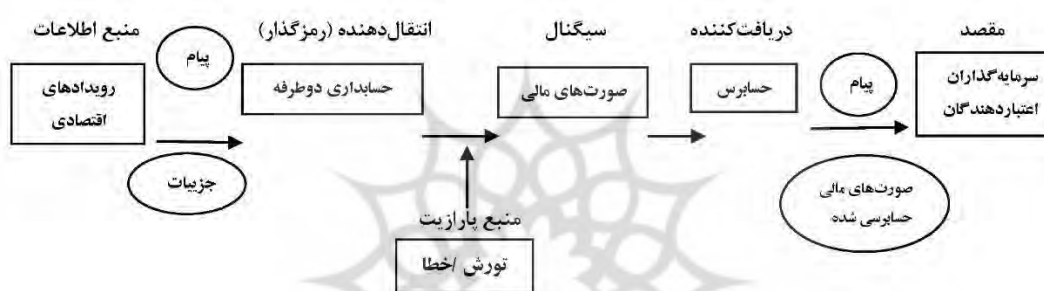 منبع اطلاعات
پیام
انتقال‌دهنده (رمزگذار)
سیگنال
دریافت‌کننده
مقصد
رویدادهای
اقتصادی
حسابداری دوطرفه
صورت‌های مالی
حسابرس
پیام
سرمایه‌گذاران
اعتباردهندگان
جزییات
صورت‌های مالی
حسابرسی شده
منبع پارازیت
تورش /خطا